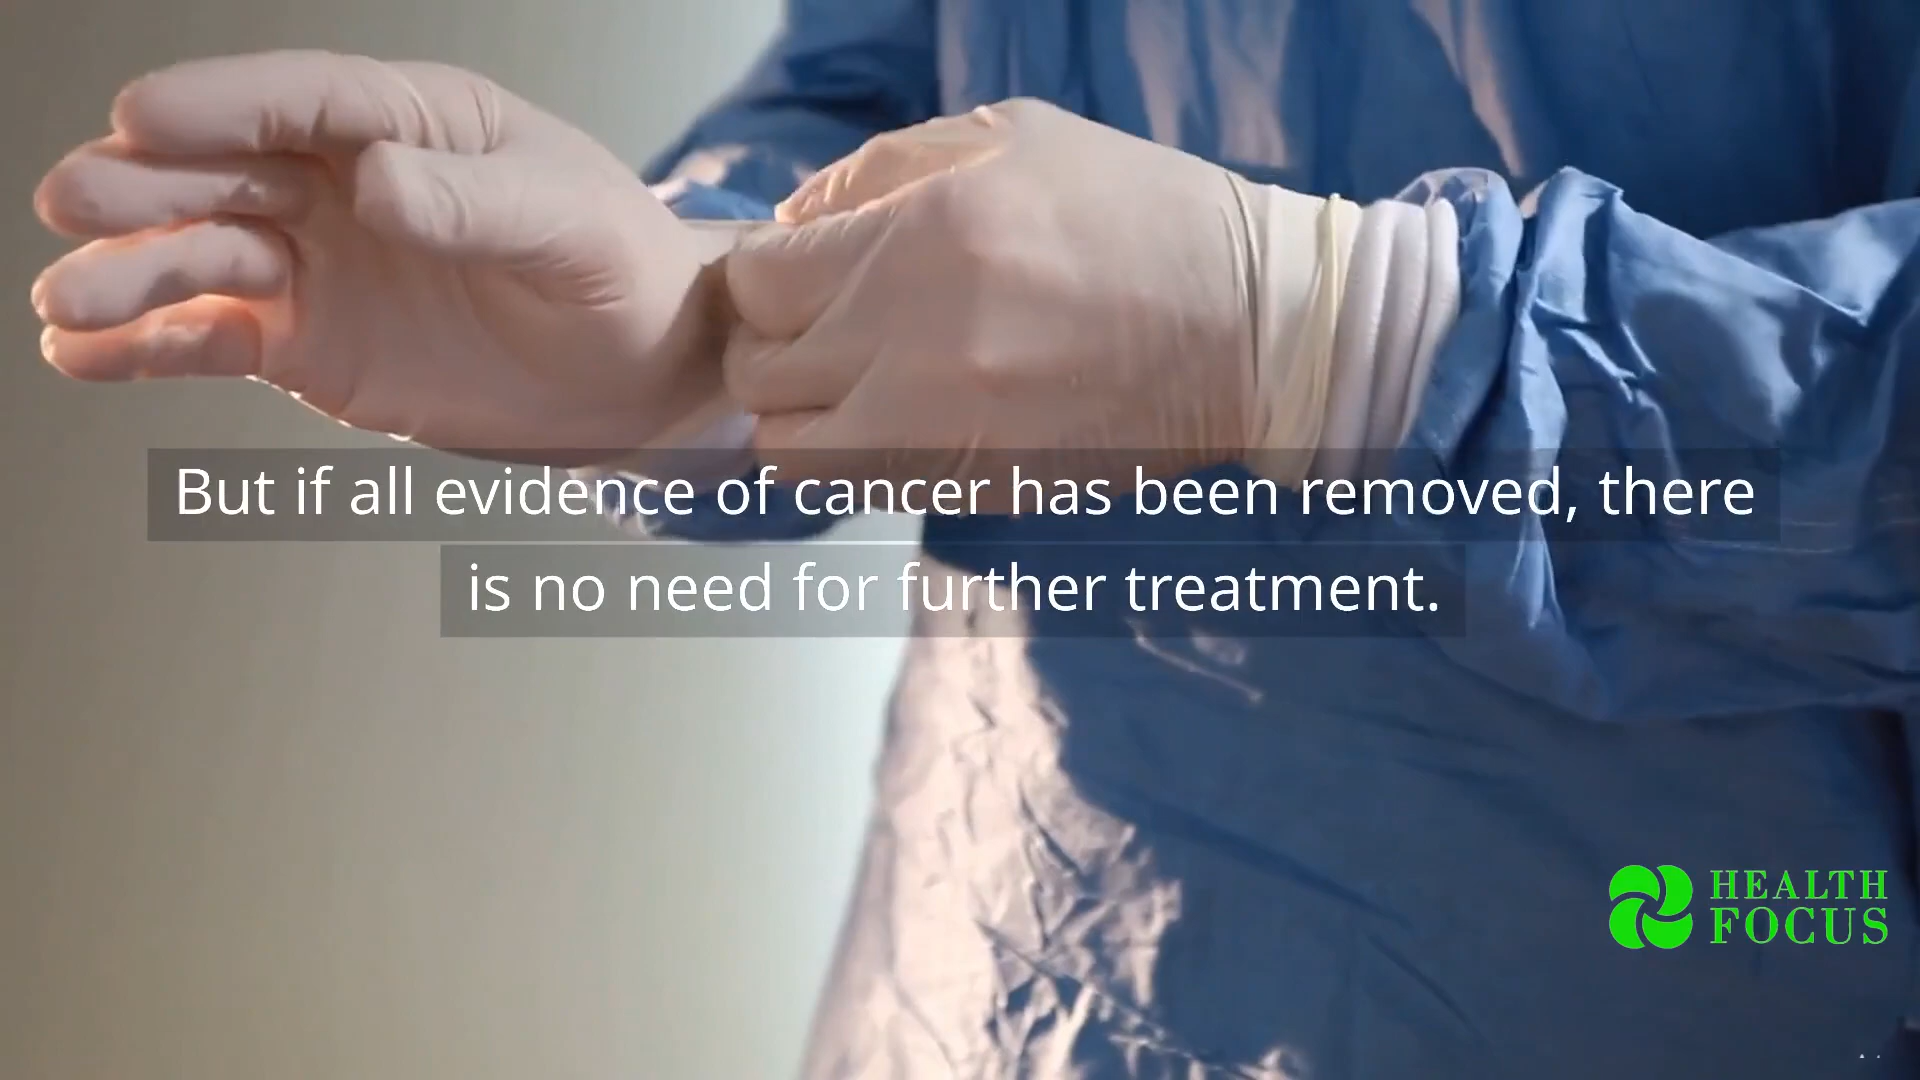 But if all evidence of cancer has been removed, there
is no need for further treatment.
HEALTH
FOCUS